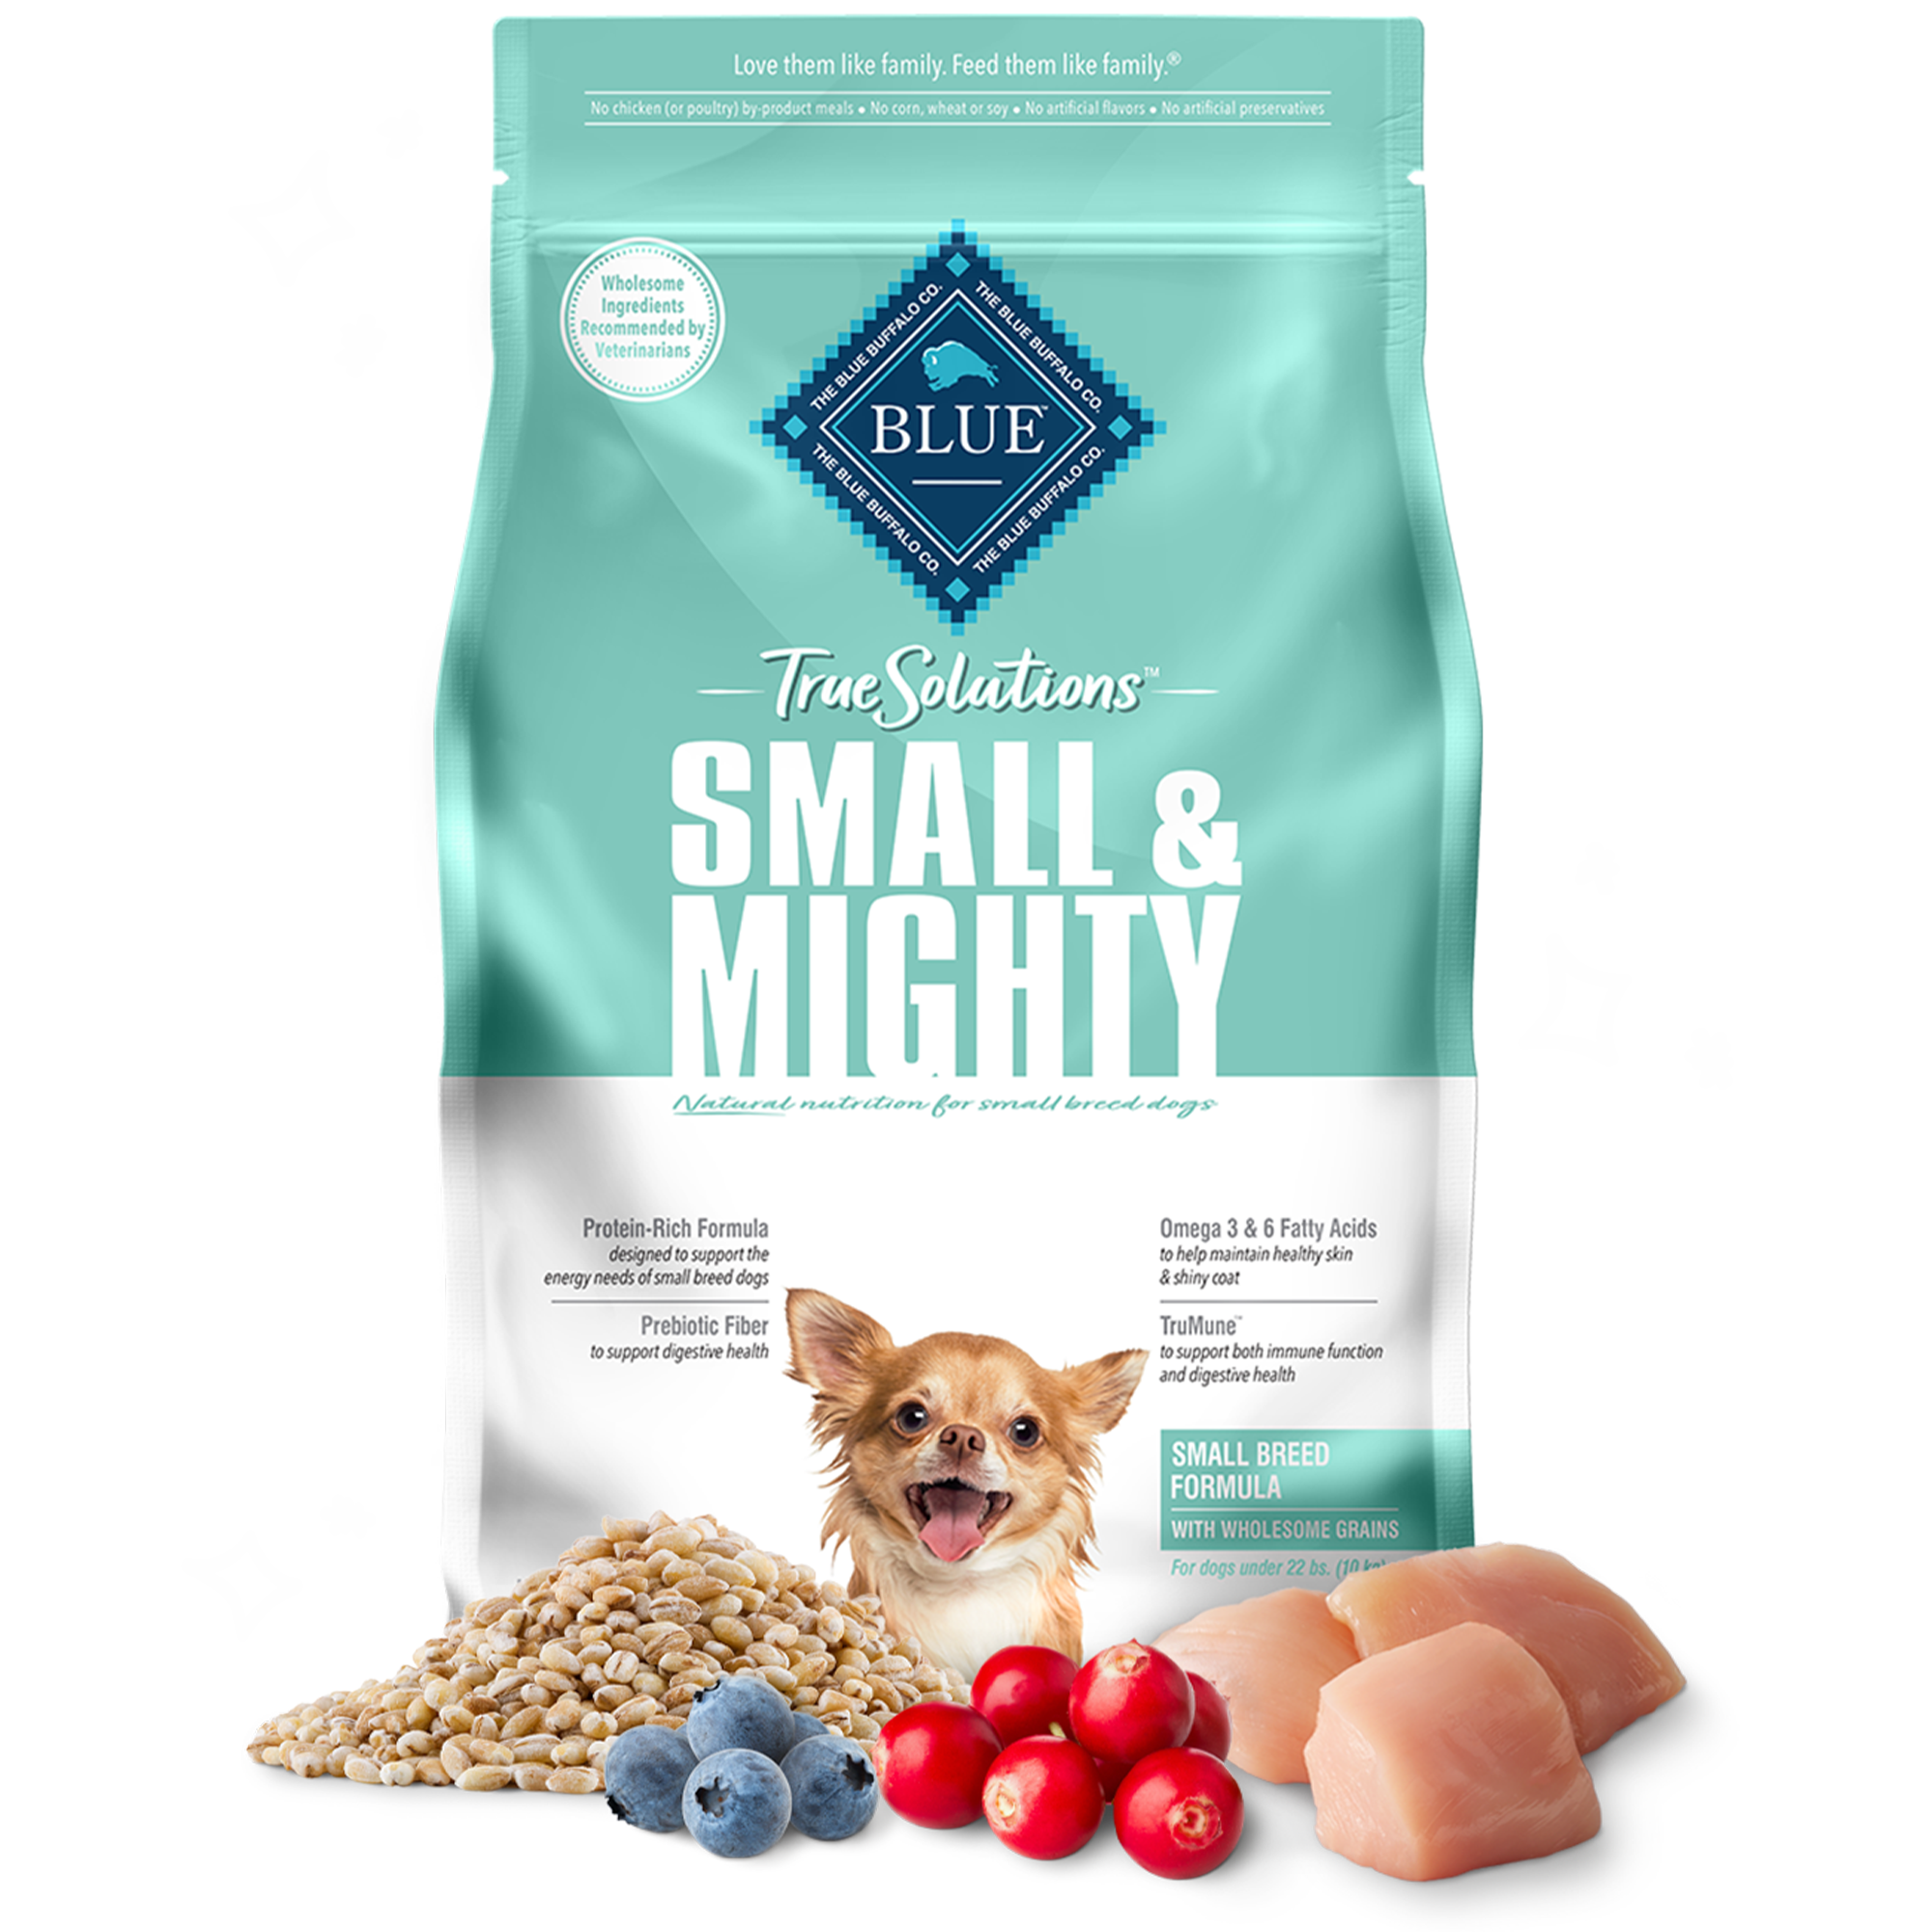 Love them like family. Feed them like family.®
No chicken (or poultry) by-product meals • No corn, wheat or soy • No artificial flavors • No artificial preservatives
Wholesome
Ingredients
Recommended by
Veterinarians
THE BLUE BUFFALO CO.
THE BLUE BUFFALO CO.
BLUE™
THE BLUE BUFFALO CO.
THE BLUE BUFFALO CO.
True Solutions™
SMALL &
MIGHTY
Natural nutrition for small breed dogs
Protein-Rich Formula
designed to support the
energy needs of small breed dogs
Prebiotic Fiber
to support digestive health
Omega 3 & 6 Fatty Acids
to help maintain healthy skin
& shiny coat
TruMune™
to support both immune function
and digestive health
SMALL BREED
FORMULA
WITH WHOLESOME GRAINS
For dogs under 22 bs. (10 kg)